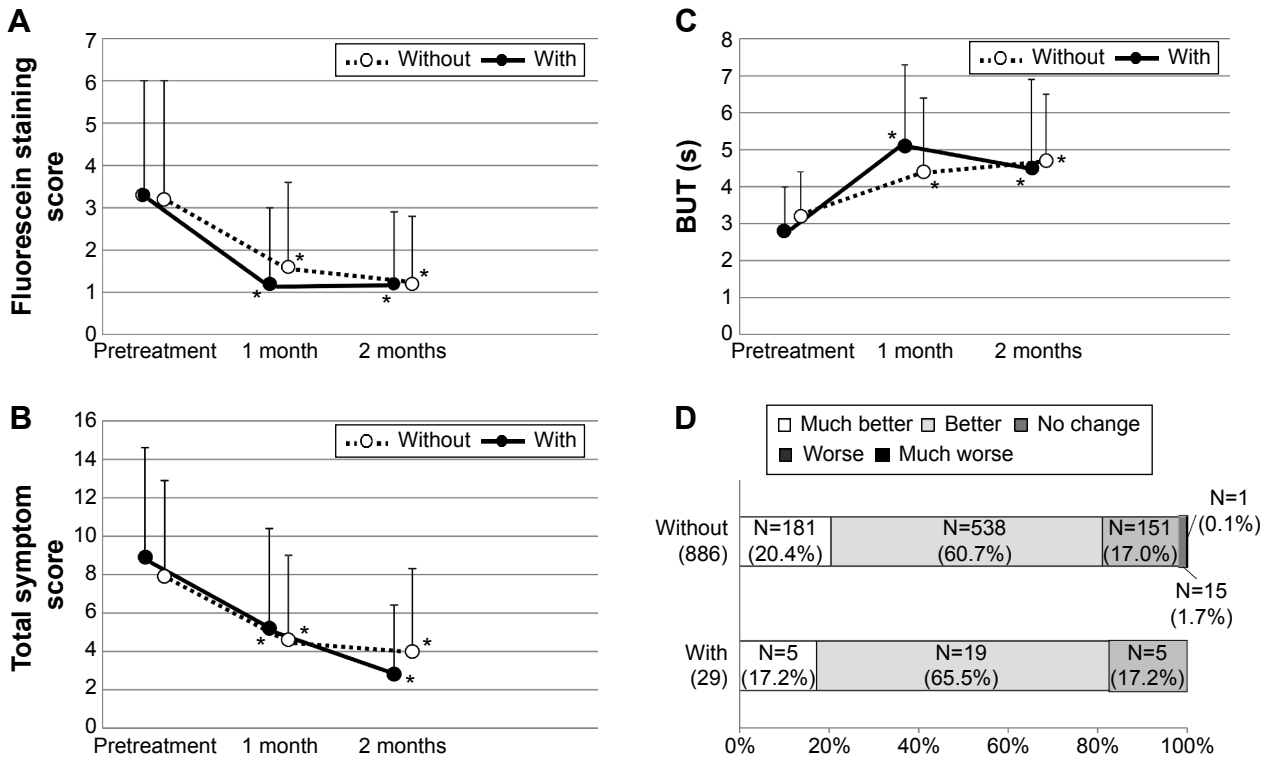 A
Fluorescein staining
score
7
6
5
4
3
2
1
0
Without With
*
*
*
*
Pretreatment 1 month 2 months
B
Total symptom
score
16
14
12
10
8
6
4
2
0
Without With
*
*
*
*
Pretreatment 1 month 2 months
C
BUT (s)
8
7
6
5
4
3
2
1
0
Without With
*
*
*
*
Pretreatment 1 month 2 months
D
Much better Better No change
Worse Much worse
Without
(886)
N=181
(20.4%)
N=538
(60.7%)
N=151
(17.0%)
N=1
(0.1%)
N=15
(1.7%)
With
(29)
N=5
(17.2%)
N=19
(65.5%)
N=5
(17.2%)
0% 20% 40% 60% 80% 100%